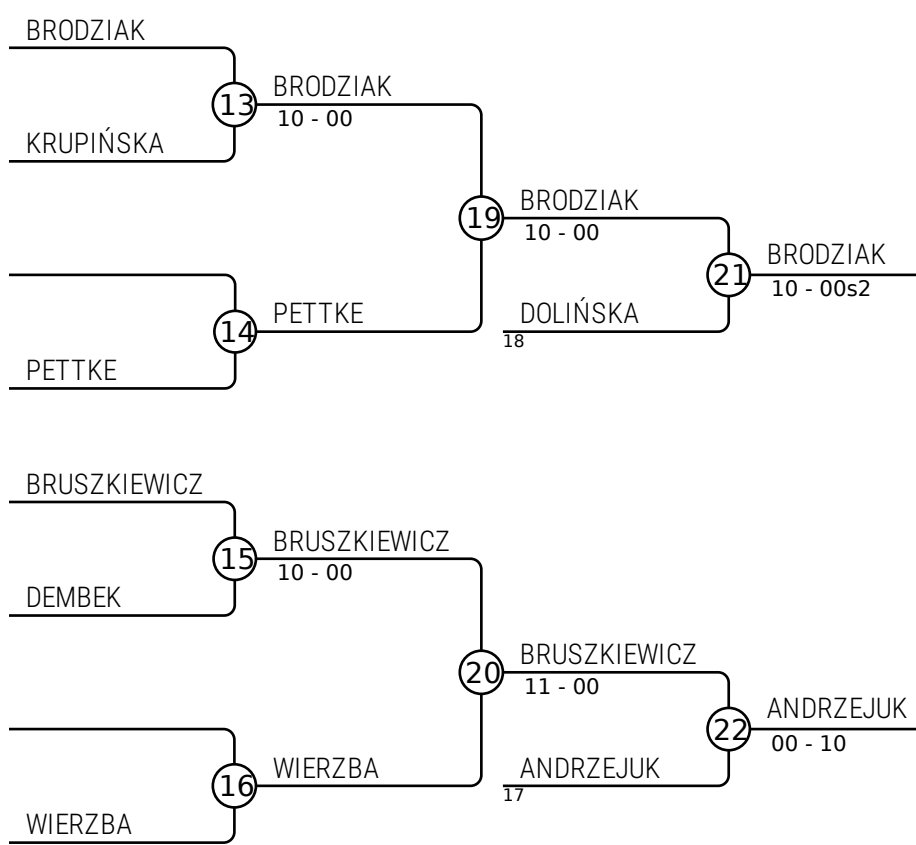 BRODZIAK
13
BRODZIAK
10 - 00
KRUPIŃSKA
19
BRODZIAK
10 - 00
21
BRODZIAK
10 - 00s2
14
PETTKE
DOLIŃSKA
18
PETTKE
BRUSZKIEWICZ
15
BRUSZKIEWICZ
10 - 00
DEMBEK
20
BRUSZKIEWICZ
11 - 00
22
ANDRZEJUK
00 - 10
16
WIERZBA
ANDRZEJUK
17
WIERZBA